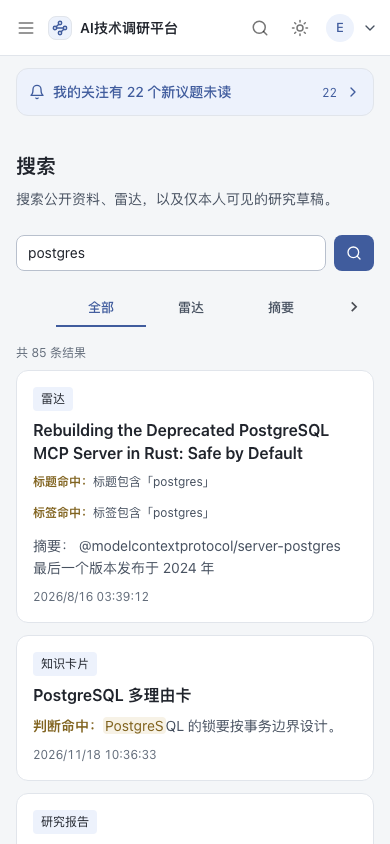 AI技术调研平台
E
我的关注有 22 个新议题未读
22
搜索
搜索公开资料、雷达，以及仅本人可见的研究草稿。
postgres
全部
雷达
摘要
共 85 条结果
雷达
Rebuilding the Deprecated PostgreSQL
MCP Server in Rust: Safe by Default
标题命中：标题包含「postgres」
标签命中：标签包含「postgres」
摘要： @modelcontextprotocol/server-postgres
最后一个版本发布于 2024 年
2026/8/16 03:39:12
知识卡片
PostgreSQL 多理由卡
判断命中：PostgreSQL 的锁要按事务边界设计。
2026/11/18 10:36:33
研究报告